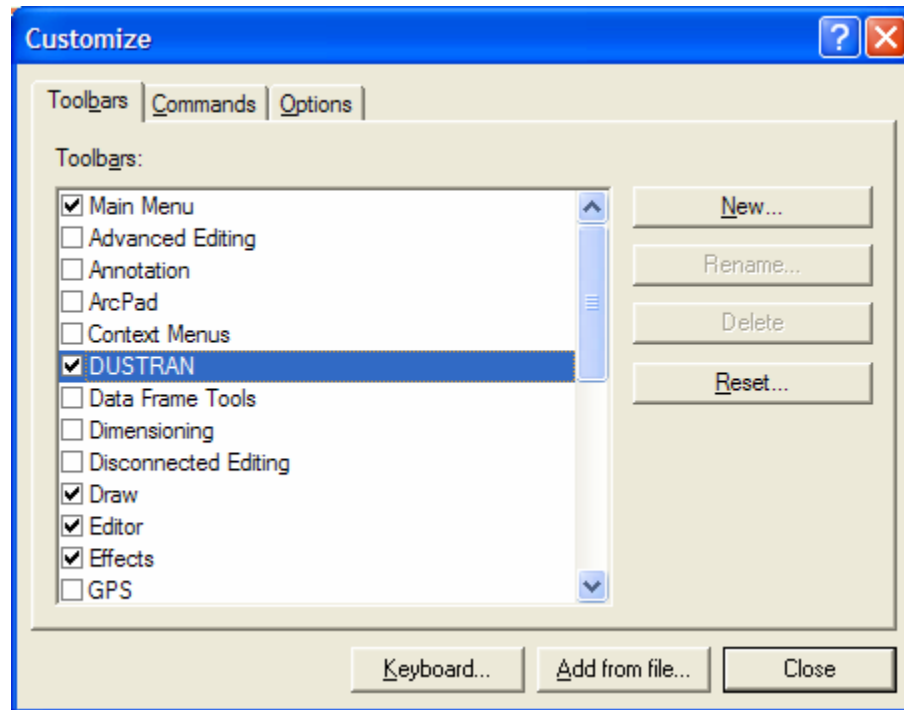 Customize
Toolbars Commands Options
Toolbars:
Main Menu
Advanced Editing
Annotation
ArcPad
Context Menus
DUSTRAN
Data Frame Tools
Dimensioning
Disconnected Editing
Draw
Editor
Effects
GPS
New...
Rename...
Delete
Reset...
Keyboard... Add from file... Close